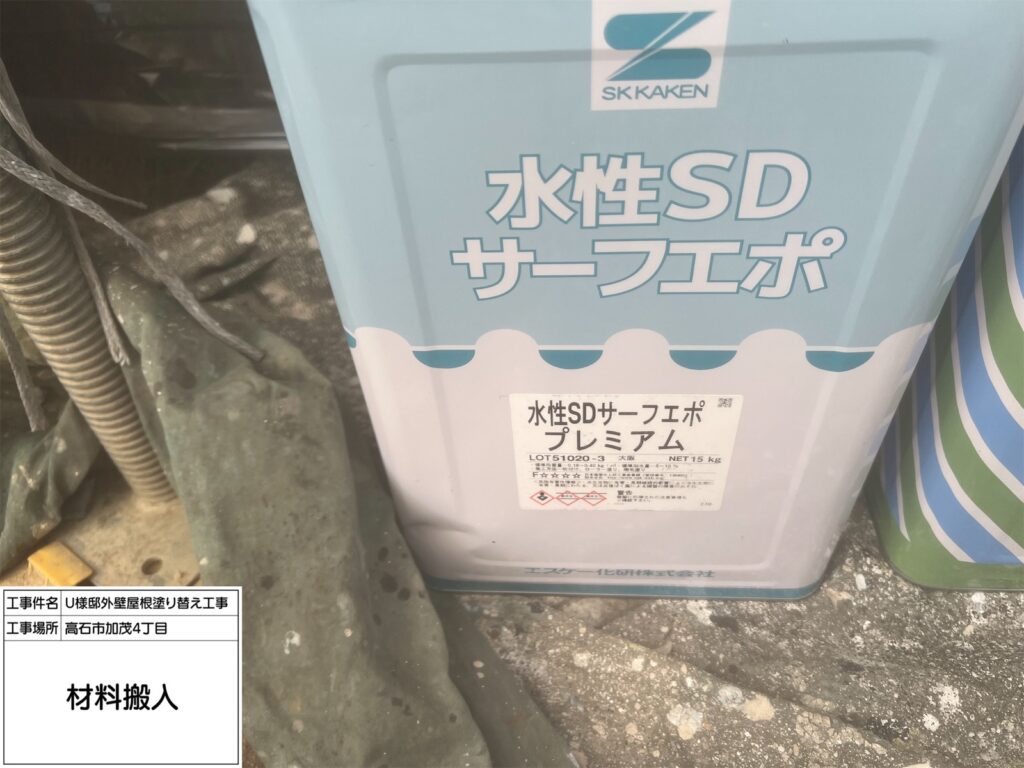 SK KAKEN
水性SD
サーフエポ
水性SDサーフエポ
プレミアム
LOT51020-3 大阪 NET 15 kg
F☆☆☆☆
警告
エスケー化研株式会社
工事件名 U様邸外壁屋根塗り替え工事
工事場所 高石市加茂4丁目
材料搬入